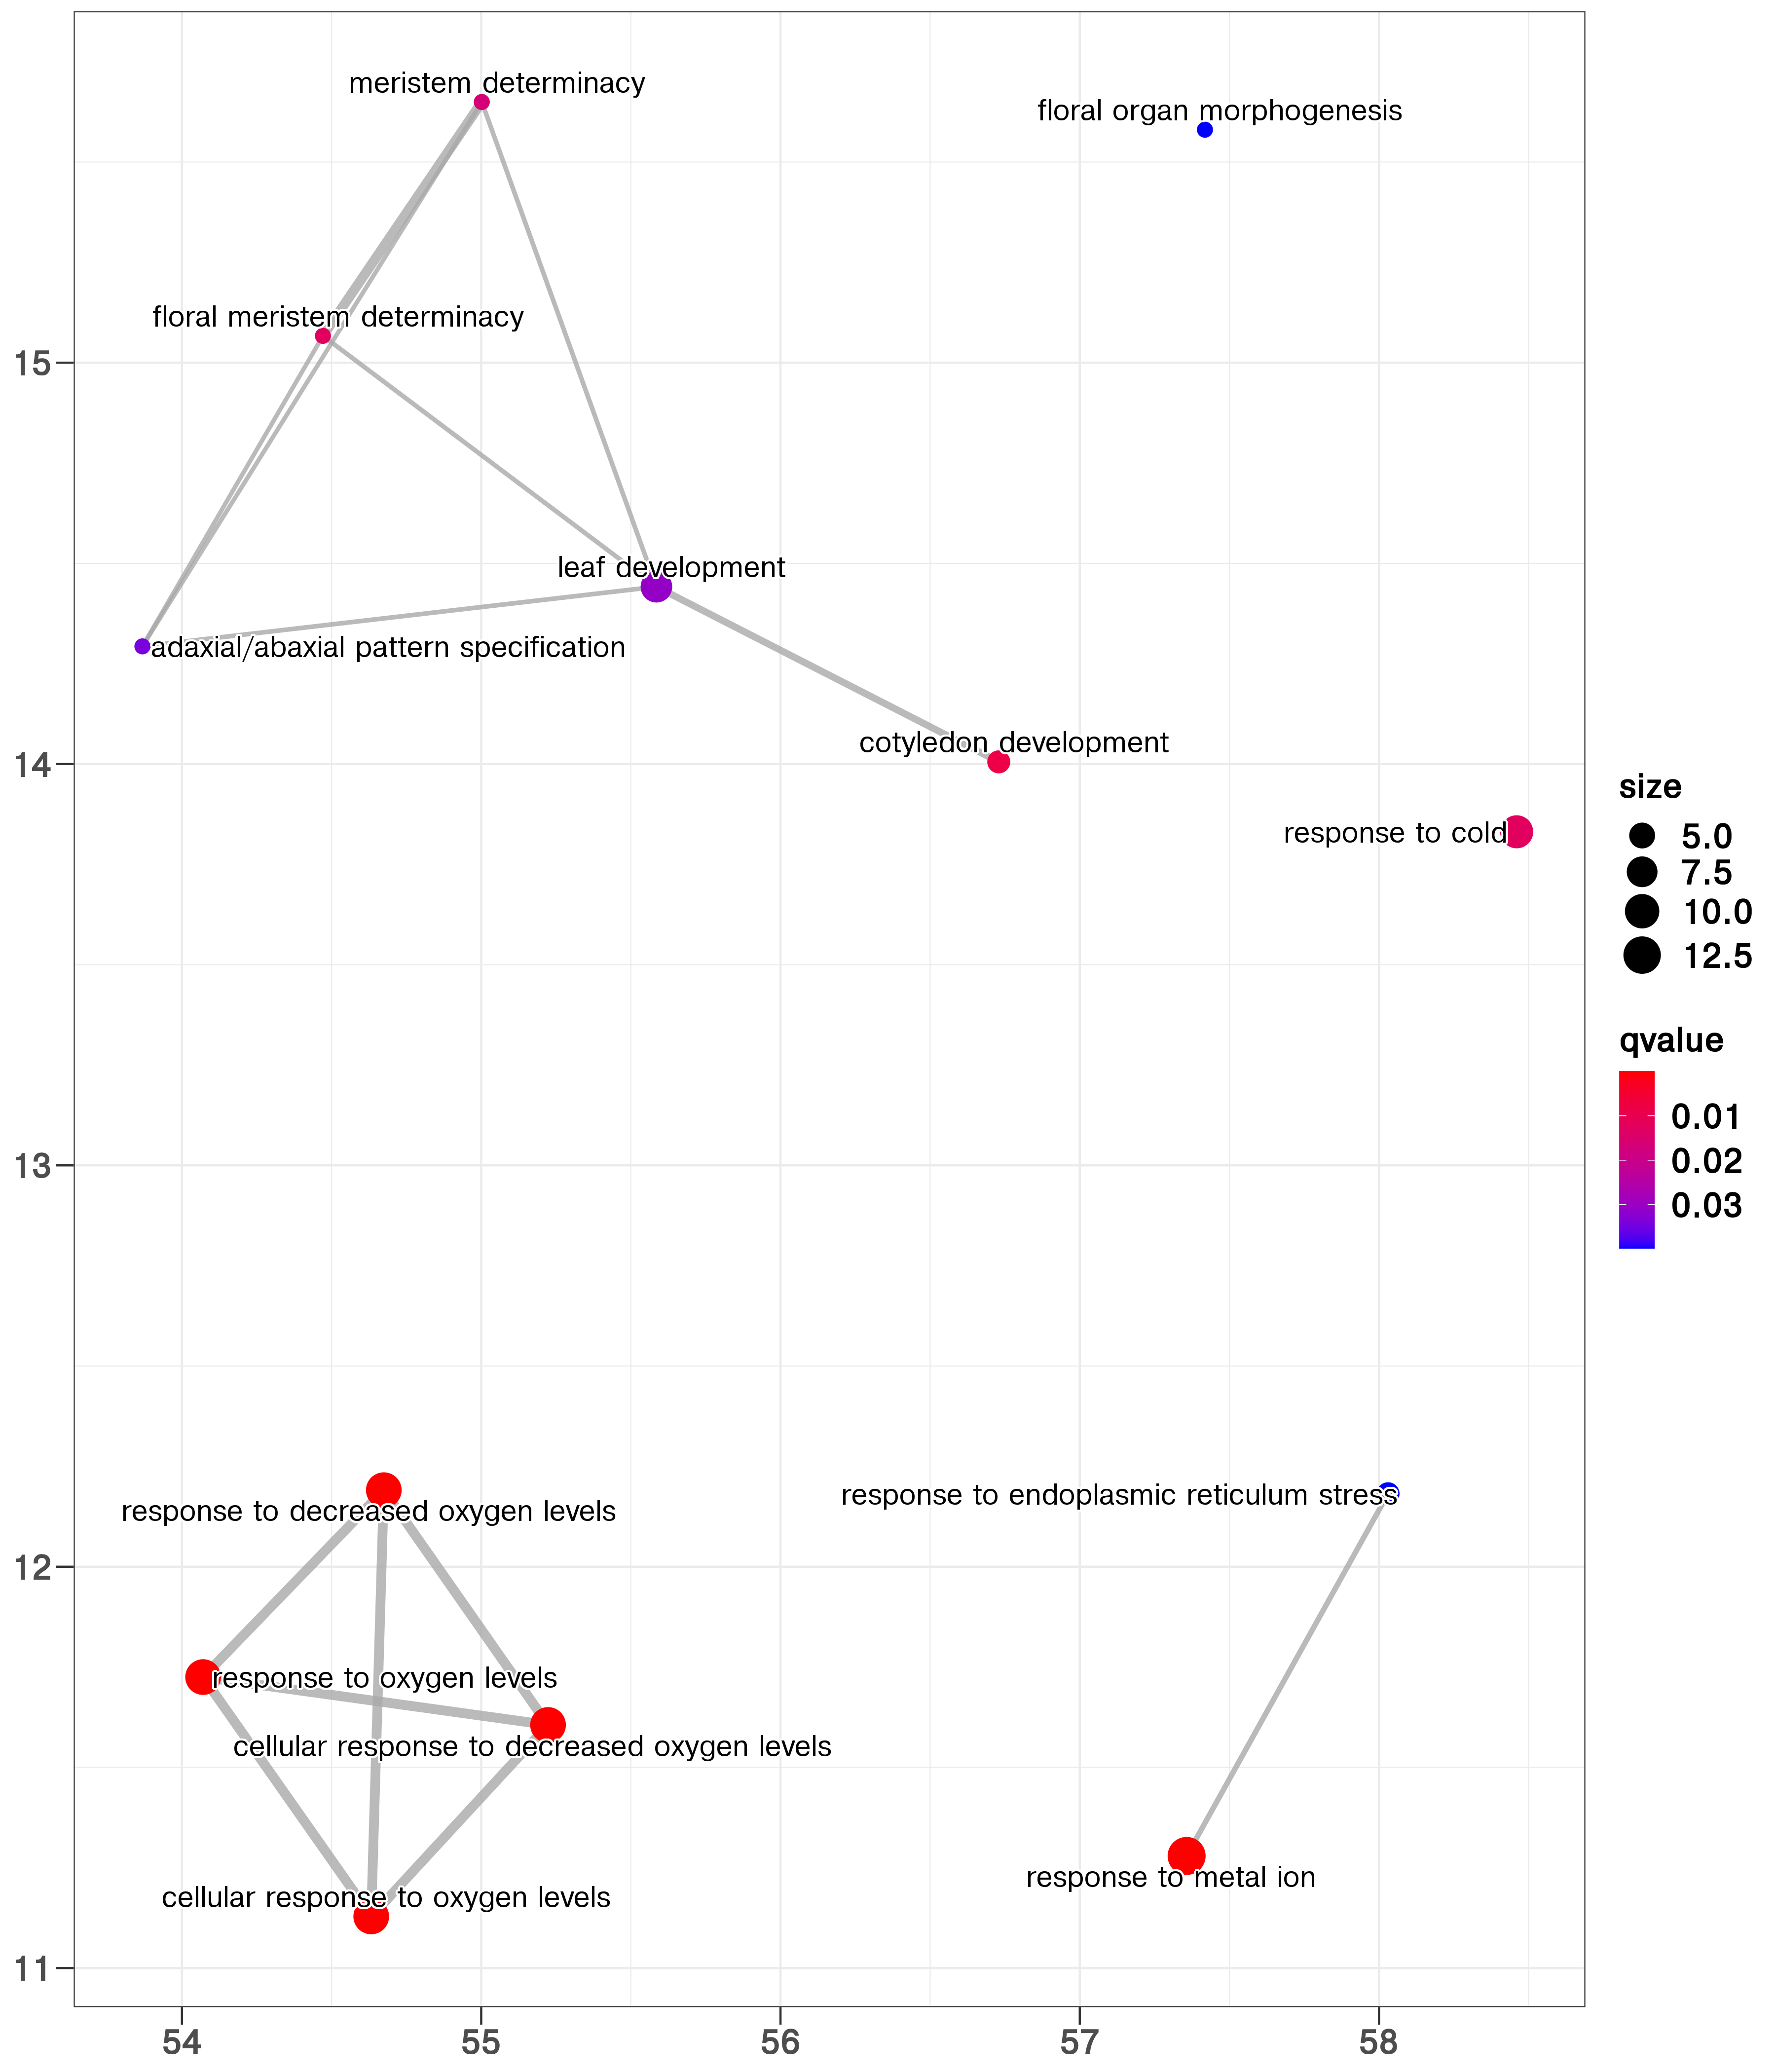 meristem determinacy
floral organ morphogenesis
floral meristem determinacy
15
leaf development
adaxial/abaxial pattern specification
cotyledon development
14
response to cold
size
5.0
7.5
10.0
12.5
qvalue
0.01
0.02
0.03
13
response to decreased oxygen levels
response to endoplasmic reticulum stress
12
response to oxygen levels
cellular response to decreased oxygen levels
response to metal ion
cellular response to oxygen levels
11
54 55 56 57 58